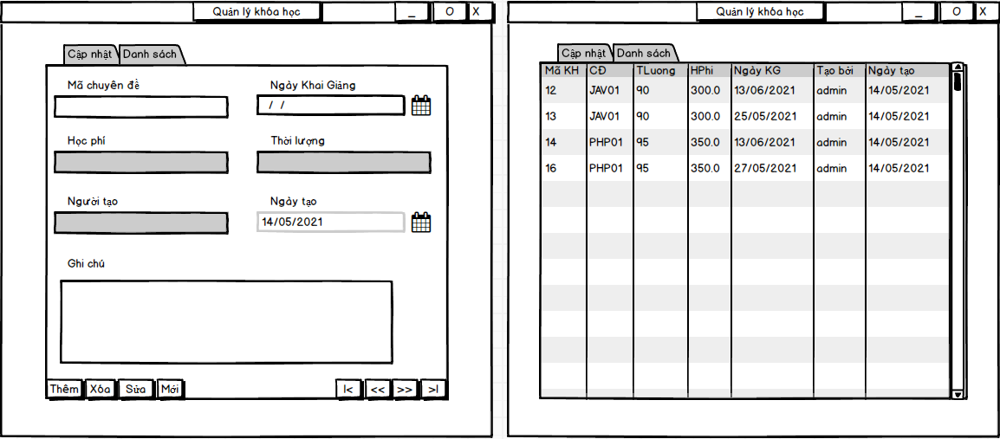 Quản lý khóa học _ O X
Cập nhật Danh sách
Mã chuyên đề Ngày Khai Giảng
/ /
Học phí Thời lượng
Người tạo Ngày tạo
14/05/2021
Ghi chú
Thêm Xóa Sửa Mới |< << >> >|
Quản lý khóa học _ O X
Cập nhật Danh sách
Mã KH CĐ TLuong HPhi Ngày KG Tạo bởi Ngày tạo
12 JAV01 90 300.0 13/06/2021 admin 14/05/2021
13 JAV01 90 300.0 25/05/2021 admin 14/05/2021
14 PHP01 95 350.0 13/06/2021 admin 14/05/2021
16 PHP01 95 350.0 27/05/2021 admin 14/05/2021